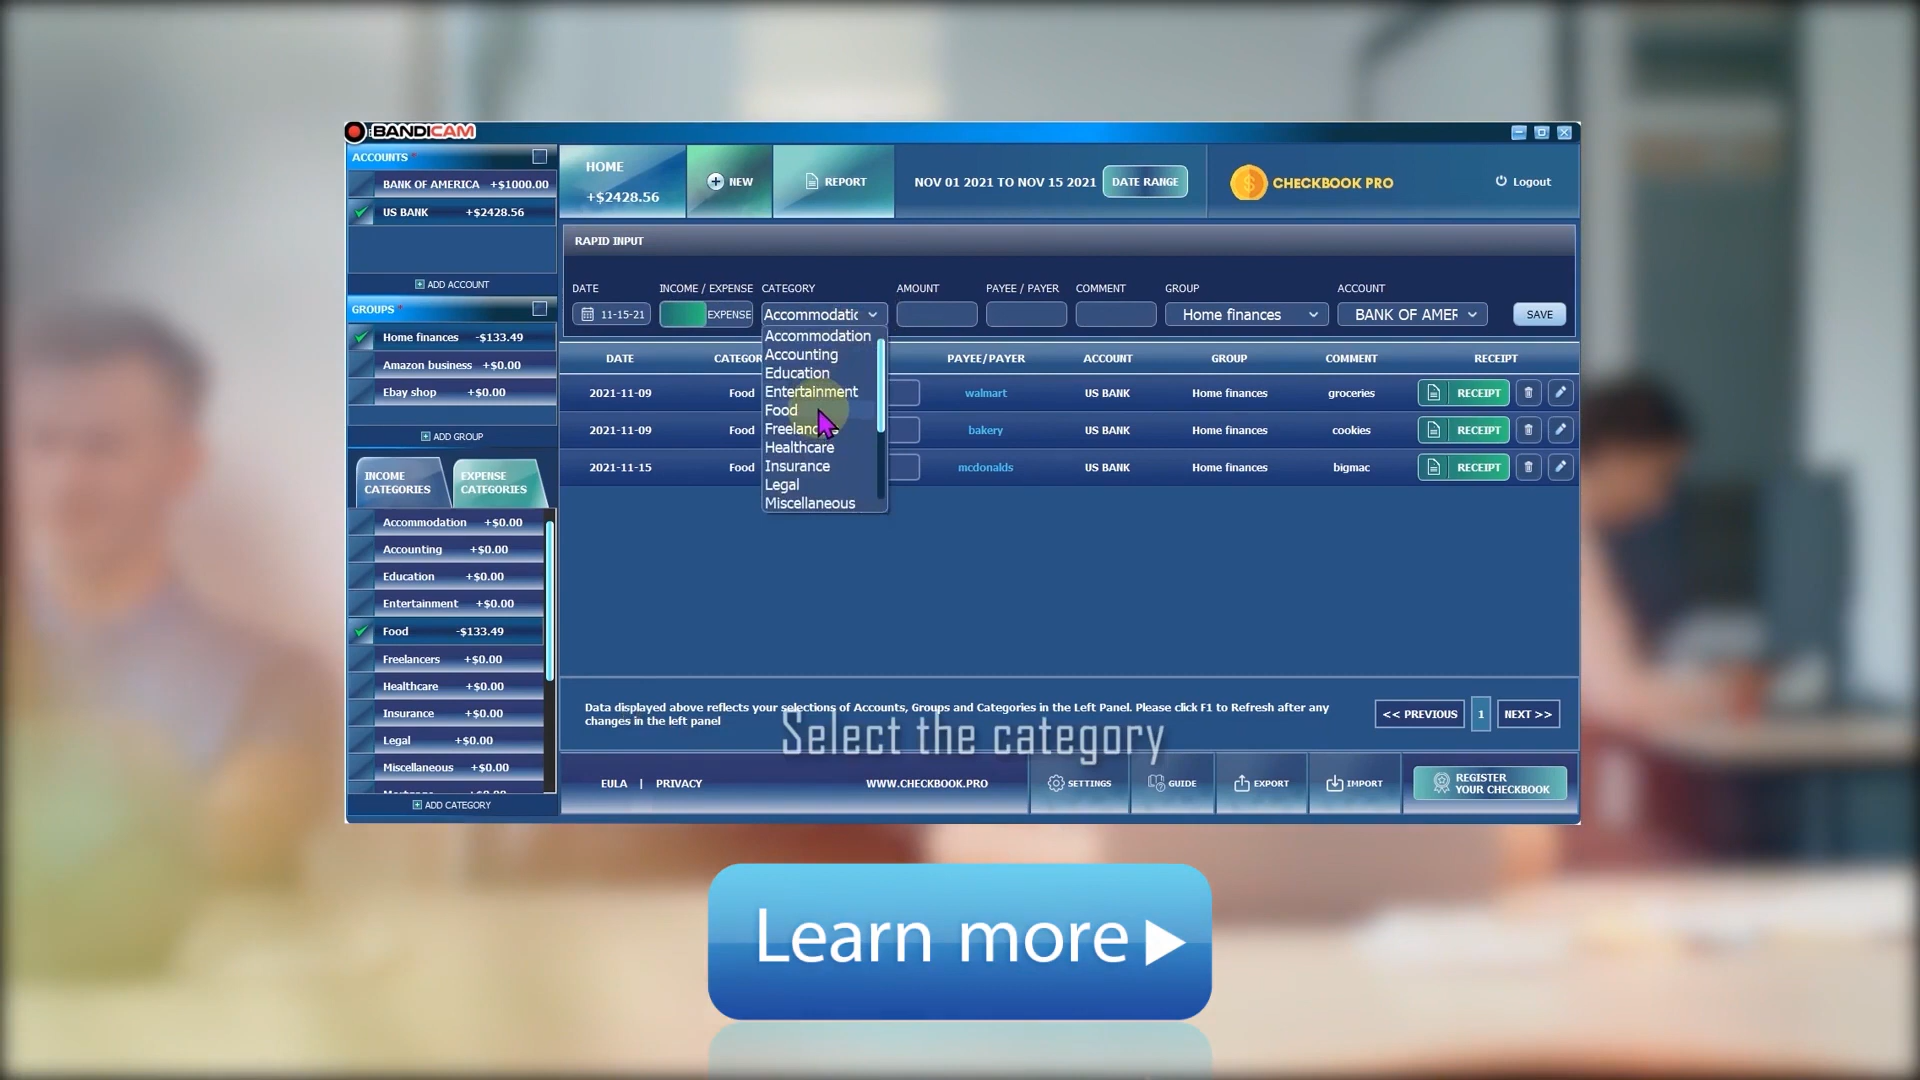 BANDICAM
ACCOUNTS *
BANK OF AMERICA +$1000.00
US BANK +$2428.56
ADD ACCOUNT
GROUPS *
Home finances -$133.49
Amazon business +$0.00
Ebay shop +$0.00
ADD GROUP
INCOME CATEGORIES
EXPENSE CATEGORIES
Accommodation +$0.00
Accounting +$0.00
Education +$0.00
Entertainment +$0.00
Food -$133.49
Freelancers +$0.00
Healthcare +$0.00
Insurance +$0.00
Legal +$0.00
Miscellaneous +$0.00
ADD CATEGORY
HOME
+$2428.56
NEW
REPORT
NOV 01 2021 TO NOV 15 2021 DATE RANGE
CHECKBOOK PRO
Logout
RAPID INPUT
DATE INCOME / EXPENSE CATEGORY AMOUNT PAYEE / PAYER COMMENT GROUP ACCOUNT
11-15-21 EXPENSE Accommodatic Home finances BANK OF AMER SAVE
Accommodation
Accounting
Education
Entertainment
Food
Healthcare
Insurance
Legal
Miscellaneous
DATE CATEGOR PAYEE/PAYER ACCOUNT GROUP COMMENT RECEIPT
2021-11-09 Food walmart US BANK Home finances groceries RECEIPT
2021-11-09 Food bakery US BANK Home finances cookies RECEIPT
2021-11-15 Food mcdonalds US BANK Home finances bigmac RECEIPT
Data displayed above reflects your selections of Accounts, Groups and Categories in the Left Panel. Please click F1 to Refresh after any
changes in the left panel
<< PREVIOUS 1 NEXT >>
Select the category
EULA | PRIVACY WWW.CHECKBOOK.PRO SETTINGS GUIDE EXPORT IMPORT
REGISTER
YOUR CHECKBOOK
Learn more